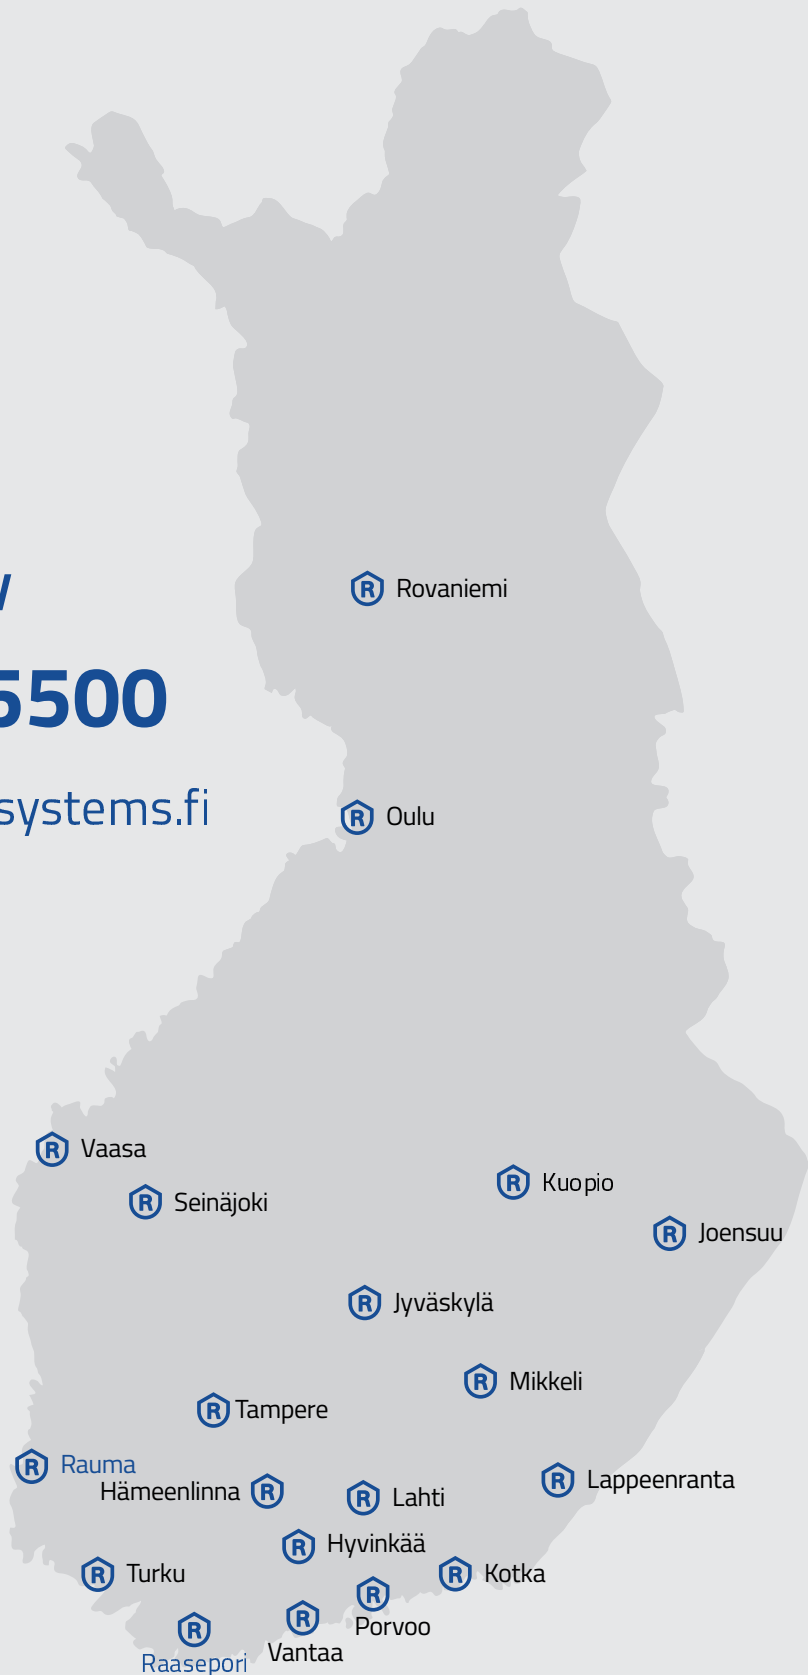 Rovaniemi
5500
Oulu
systems.fi
Vaasa
Kuopio
Seinäjoki
Joensuu
Jyväskylä
Mikkeli
Tampere
Rauma
Hämeenlinna
Lahti
Lappeenranta
Hyvinkää
Turku
Kotka
Porvoo
Vantaa
Raasepori